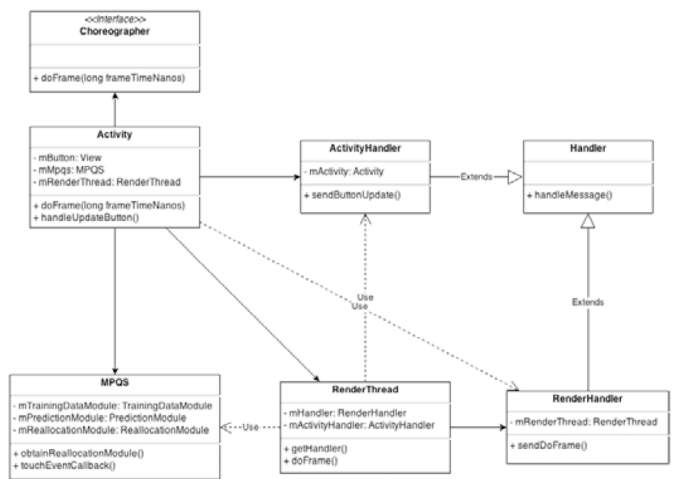 <<Interface>>
Choreographer
+ doFrame(long frameTimeNanos)
Activity
- mButton: View
- mMpqs: MPQS
- mRenderThread: RenderThread
+ doFrame(long frameTimeNanos)
+ handleUpdateButton()
ActivityHandler
- mActivity: Activity
+ sendButtonUpdate()
Extends
Handler
+ handleMessage()
Use
Use
Extends
MPQS
- mTrainingDataModule: TrainingDataModule
- mPredictionModule: PredictionModule
- mReallocationModule: ReallocationModule
+ obtainReallocationModule()
+ touchEventCallback()
Use
RenderThread
- mHandler: RenderHandler
- mActivityHandler: ActivityHandler
+ getHandler()
+ doFrame()
RenderHandler
- mRenderThread: RenderThread
+ sendDoFrame()